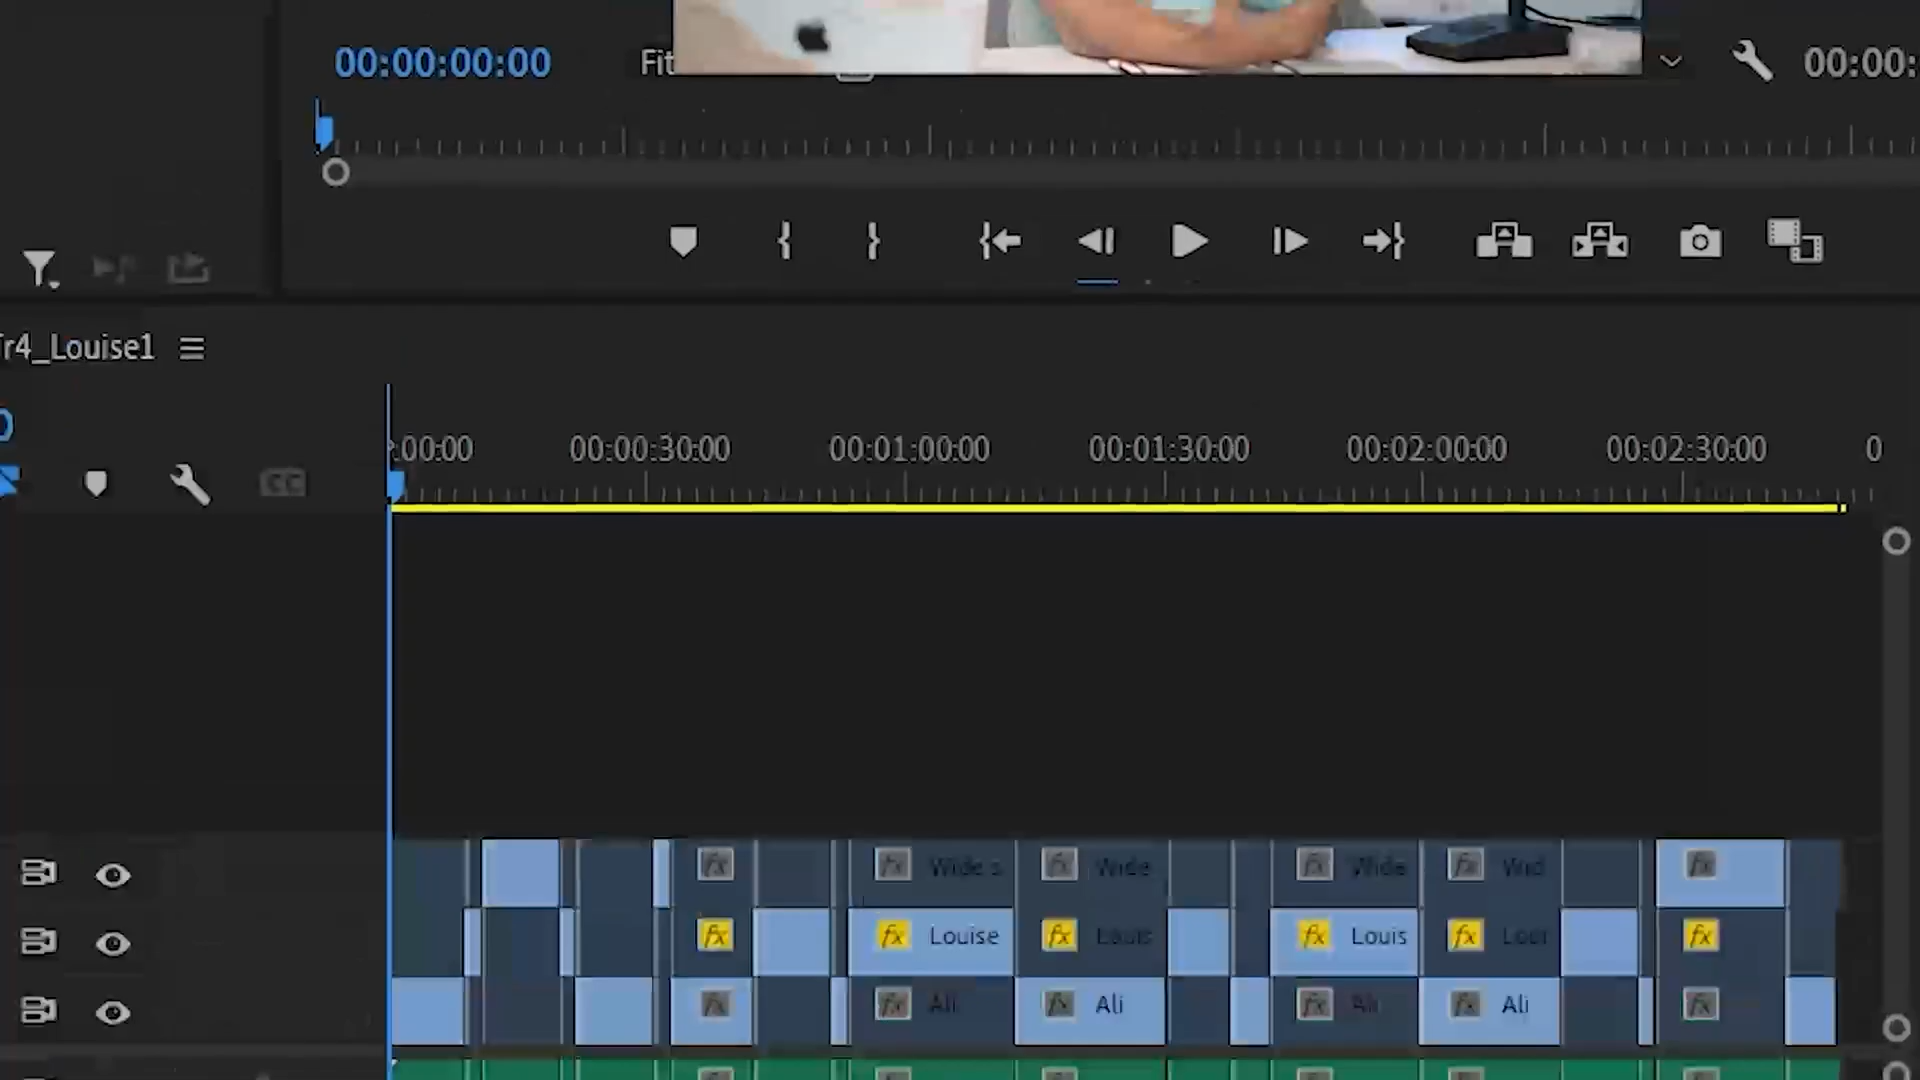 00:00:00:00 Fit 00:00:
r4_Louise1
0
:00:00 00:00:30:00 00:01:00:00 00:01:30:00 00:02:00:00 00:02:30:00 0
CC
fx fx Wide s fx Wide fx Wide fx Wid fx
fx fx Louise fx Louis fx Louis fx Loui fx
fx fx Ali fx Ali fx Ali fx Ali fx